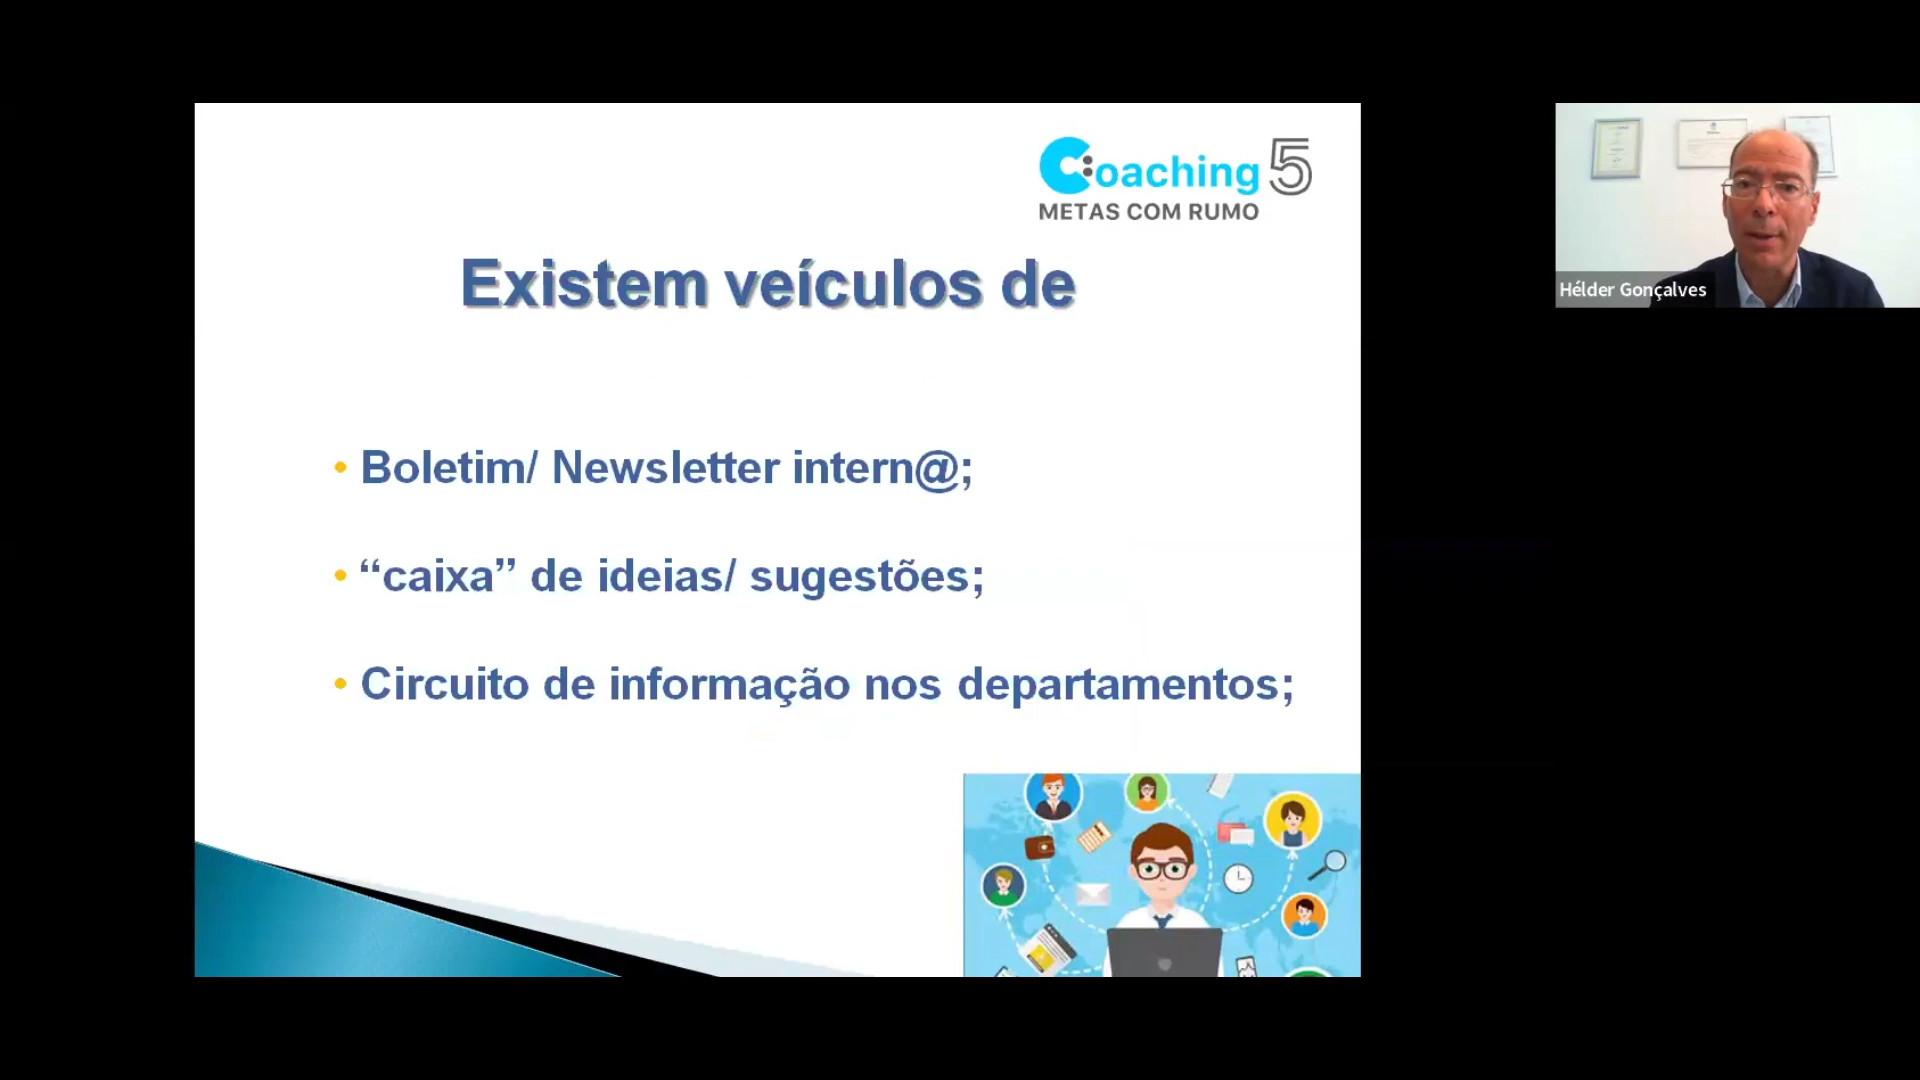 Coaching 5
METAS COM RUMO
Existem veículos de
• Boletim/ Newsletter intern@;
• “caixa” de ideias/ sugestões;
• Circuito de informação nos departamentos;
Hélder Gonçalves